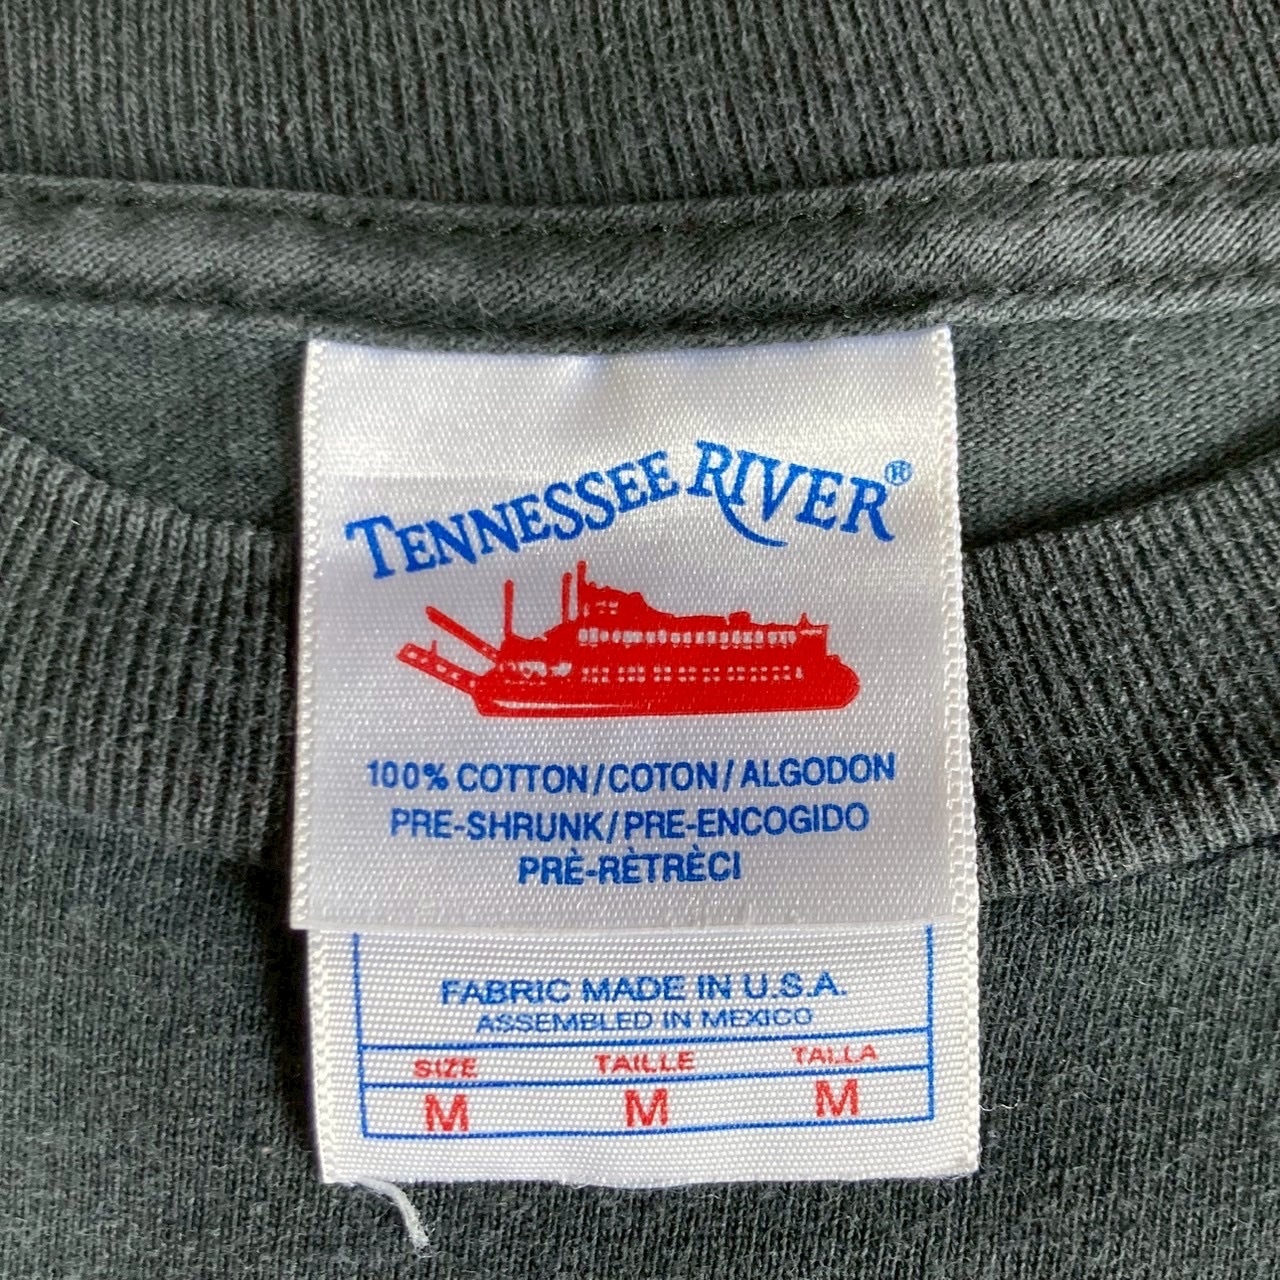 TENNESSEE RIVER®
100% COTTON/COTON/ALGODON
PRE-SHRUNK/PRE-ENCOGIDO
PRÈ-RÈTRÈCI
FABRIC MADE IN U.S.A.
ASSEMBLED IN MEXICO
SIZE TAILLE TALLA
M M M